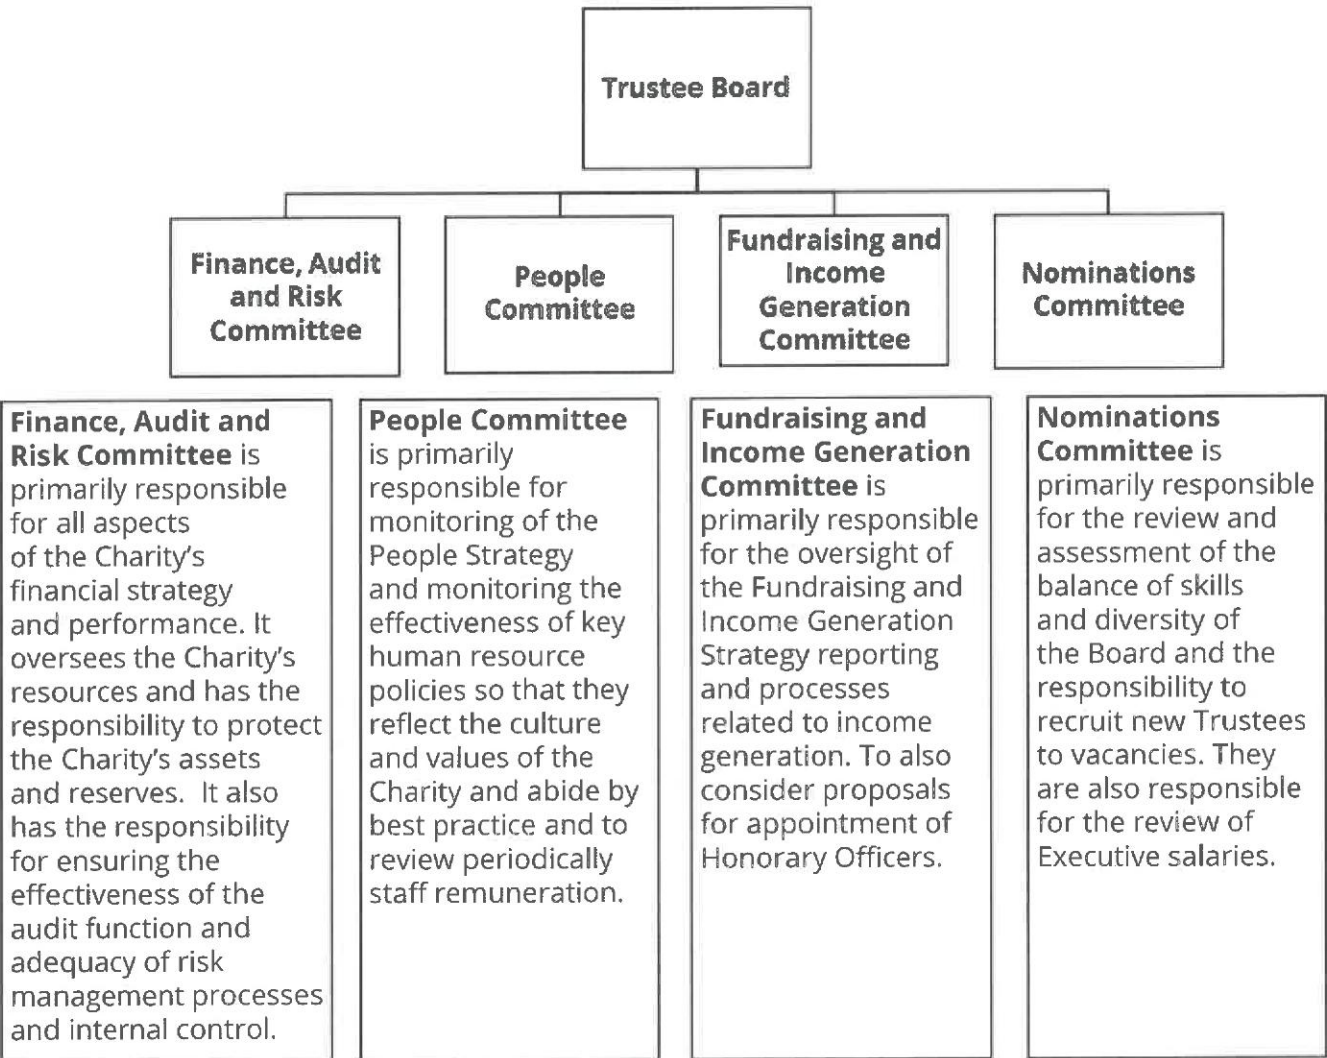 Trustee Board
Finance, Audit
and Risk
Committee
People
Committee
Fundraising and
Income
Generation
Committee
Nominations
Committee
Finance, Audit and
Risk Committee is
primarily responsible
for all aspects
of the Charity's
financial strategy
and performance. It
oversees the Charity's
resources and has the
responsibility to protect
the Charity's assets
and reserves.  It also
has the responsibility
for ensuring the
effectiveness of the
audit function and
adequacy of risk
management processes
and internal control.
People Committee
is primarily
responsible for
monitoring of the
People Strategy
and monitoring the
effectiveness of key
human resource
policies so that they
reflect the culture
and values of the
Charity and abide by
best practice and to
review periodically
staff remuneration.
Fundraising and
Income Generation
Committee is
primarily responsible
for the oversight of
the Fundraising and
Income Generation
Strategy reporting
and processes
related to income
generation. To also
consider proposals
for appointment of
Honorary Officers.
Nominations
Committee is
primarily responsible
for the review and
assessment of the
balance of skills
and diversity of
the Board and the
responsibility to
recruit new Trustees
to vacancies. They
are also responsible
for the review of
Executive salaries.